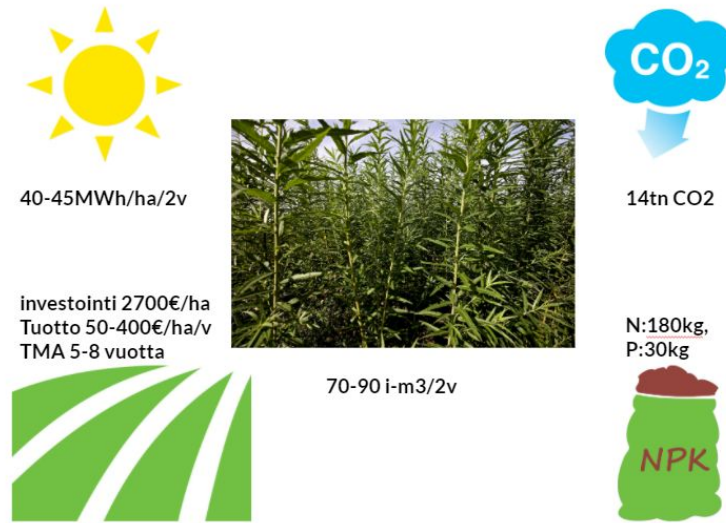 CO₂
40-45MWh/ha/2v
14tn CO2
investointi 2700€/ha
Tuotto 50-400€/ha/v
TMA 5-8 vuotta
N:180kg,
P:30kg
70-90 i-m3/2v
NPK